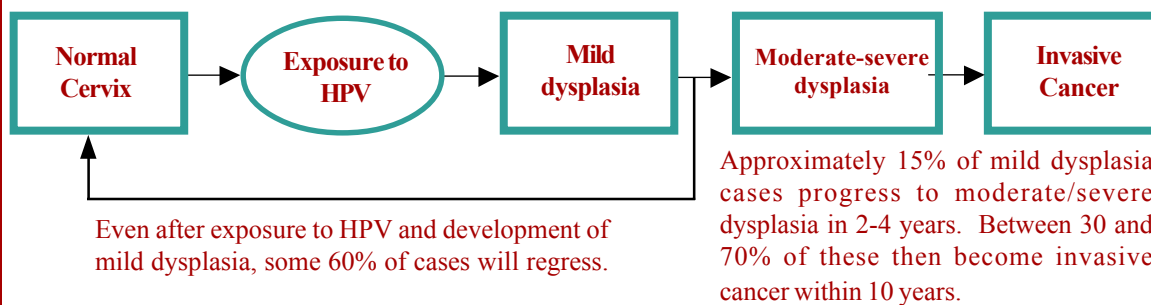 Normal
Cervix
Exposure to
HPV
Mild
dysplasia
Moderate-severe
dysplasia
Invasive
Cancer
Even after exposure to HPV and development of
mild dysplasia, some 60% of cases will regress.
Approximately 15% of mild dysplasia
cases progress to moderate/severe
dysplasia in 2-4 years. Between 30 and
70% of these then become invasive
cancer within 10 years.